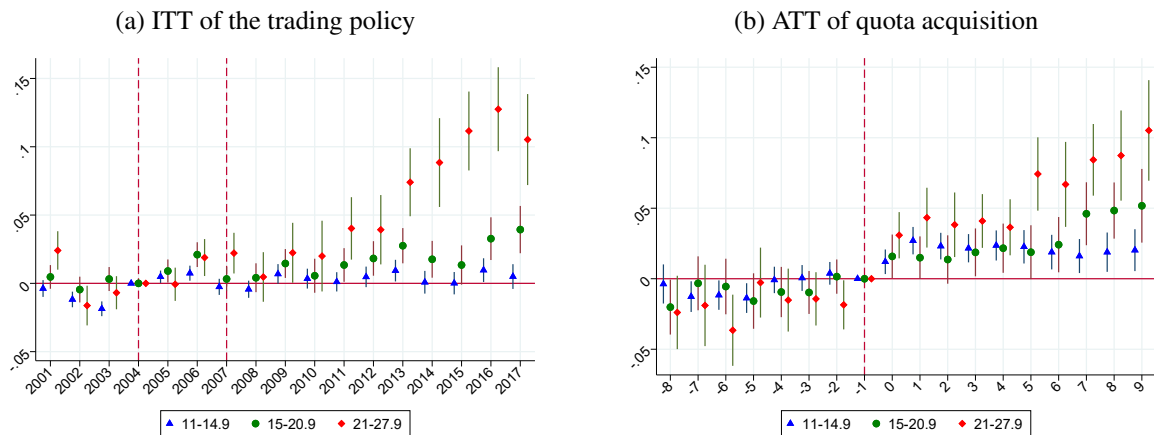 (a) ITT of the trading policy
.15
.1
.05
0
-.05
2001 2002 2003 2004 2005 2006 2007 2008 2009 2010 2011 2012 2013 2014 2015 2016 2017
11-14.9 15-20.9 21-27.9
(b) ATT of quota acquisition
.15
.1
.05
0
-.05
-8 -7 -6 -5 -4 -3 -2 -1 0 1 2 3 4 5 6 7 8 9
11-14.9 15-20.9 21-27.9